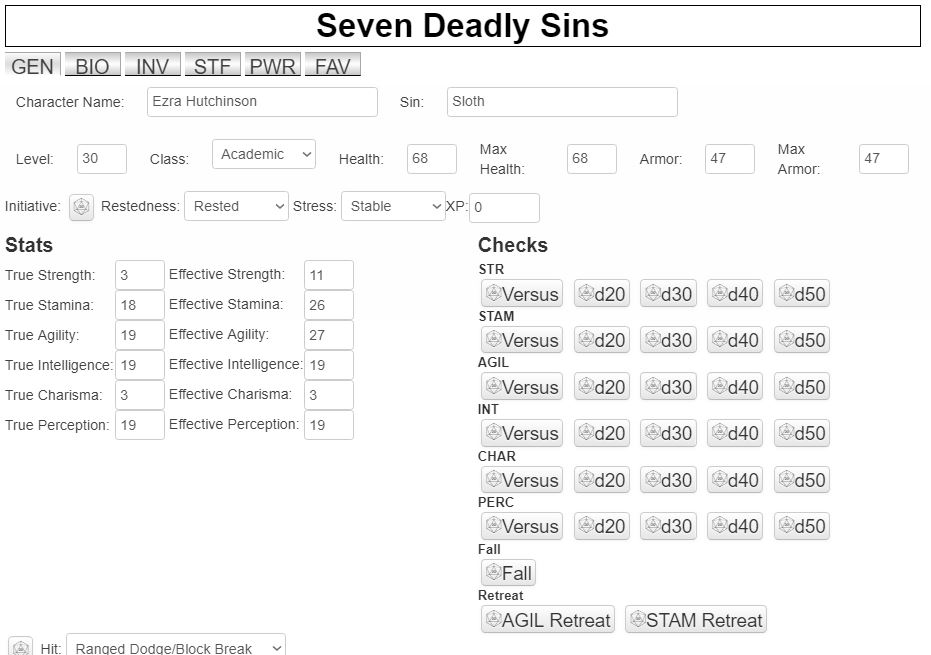 Seven Deadly Sins
GEN BIO INV STF PWR FAV
Character Name: Ezra Hutchinson Sin: Sloth
Level: 30 Class: Academic Health: 68 Max Health: 68 Armor: 47 Max Armor: 47
Initiative: Restedness: Rested Stress: Stable XP: 0
Stats
True Strength: 3 Effective Strength: 11
True Stamina: 18 Effective Stamina: 26
True Agility: 19 Effective Agility: 27
True Intelligence: 19 Effective Intelligence: 19
True Charisma: 3 Effective Charisma: 3
True Perception: 19 Effective Perception: 19
Checks
STR
Versus d20 d30 d40 d50
STAM
Versus d20 d30 d40 d50
AGIL
Versus d20 d30 d40 d50
INT
Versus d20 d30 d40 d50
CHAR
Versus d20 d30 d40 d50
PERC
Versus d20 d30 d40 d50
Fall
Fall
Retreat
AGIL Retreat STAM Retreat
Hit: Ranged Dodge/Block Break